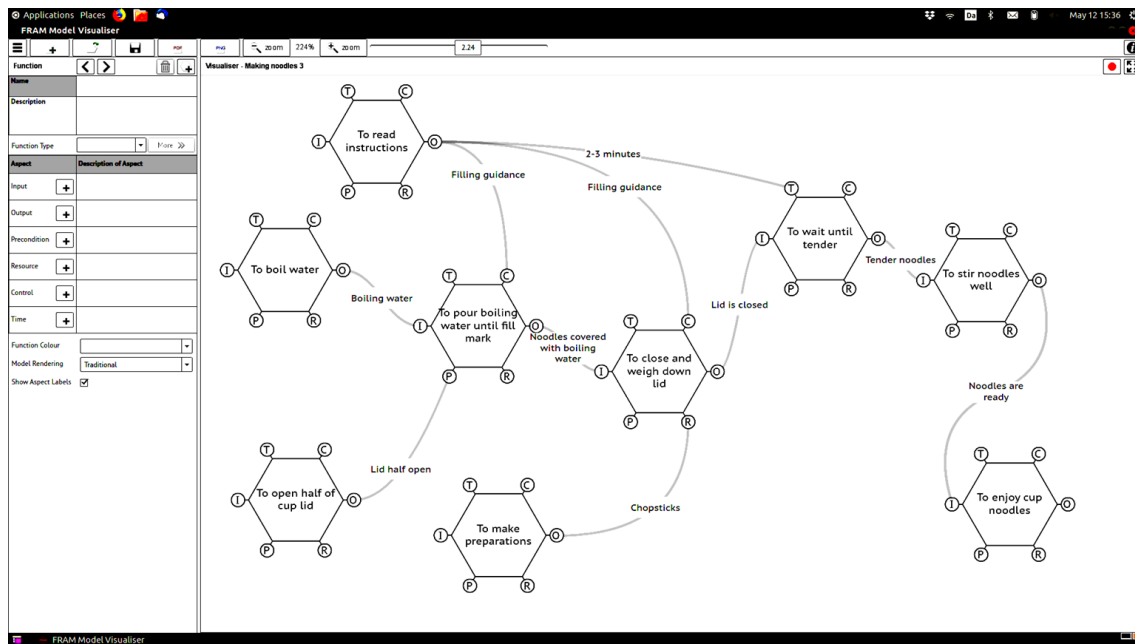 Applications Places
Da
May 12 15:36
FRAM Model Visualiser
PDF
PNG
zoom
224%
zoom
2.24
Function
Visualiser - Making noodles 3
Name
Description
Function Type
More
Aspect
Description of Aspect
Input
Output
Precondition
Resource
Control
Time
Function Colour
Model Rendering
Traditional
Show Aspect Labels
T
C
I
To read
instructions
O
P
R
2-3 minutes
Filling guidance
Filling guidance
T
C
I
To wait until
tender
O
P
R
T
C
I
To boil water
O
P
R
Boiling water
Tender noodles
T
C
I
To stir noodles
well
O
P
R
T
C
I
To pour boiling
water until fill
mark
O
P
R
Lid is closed
Noodles covered
with boiling
water
T
C
I
To close and
weigh down
lid
O
P
R
Noodles are
ready
Lid half open
T
C
I
To open half of
cup lid
O
P
R
T
C
I
To make
preparations
O
P
R
Chopsticks
T
C
I
To enjoy cup
noodles
O
P
R
FRAM Model Visualiser